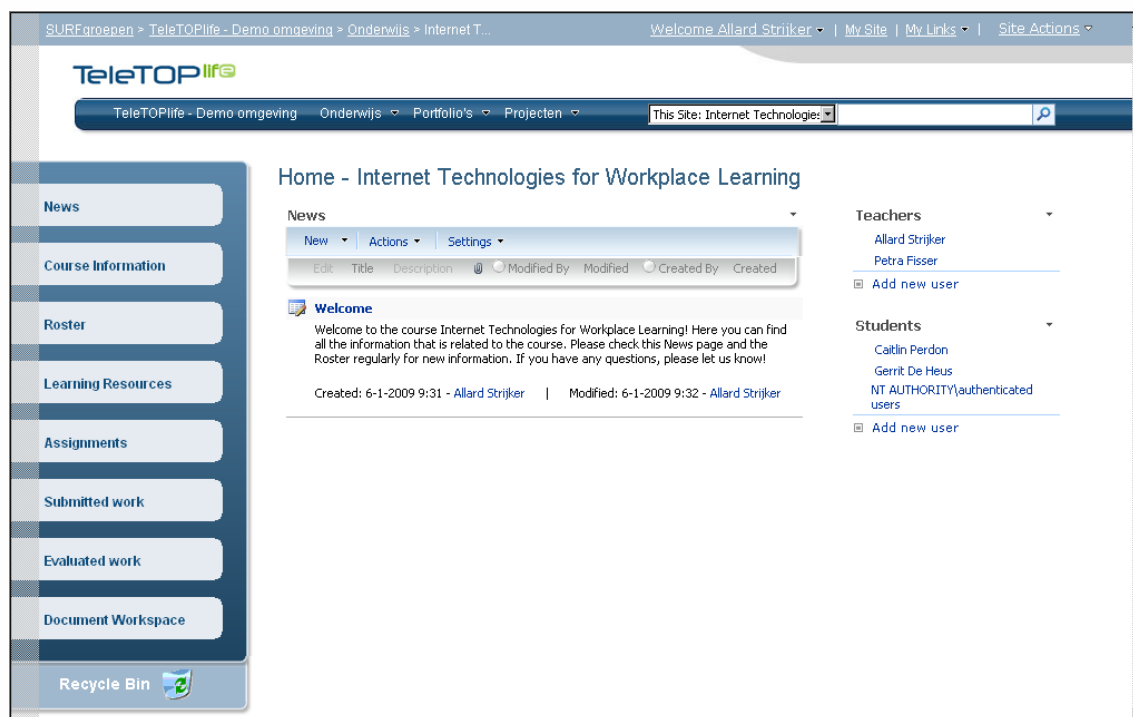 SURFgroepen > TeleTOPlife - Demo omgeving > Onderwijs > Internet T...
Welcome Allard Strijker | My Site | My Links | Site Actions
TeleTOPlife
TeleTOPlife - Demo omgeving Onderwijs Portfolio's Projecten
This Site: Internet Technologies
Home - Internet Technologies for Workplace Learning
News
Course Information
Roster
Learning Resources
Assignments
Submitted work
Evaluated work
Document Workspace
Recycle Bin
News
New Actions Settings
Edit Title Description Modified By Modified Created By Created
Welcome
Welcome to the course Internet Technologies for Workplace Learning! Here you can find
all the information that is related to the course. Please check this News page and the
Roster regularly for new information. If you have any questions, please let us know!
Created: 6-1-2009 9:31 - Allard Strijker | Modified: 6-1-2009 9:32 - Allard Strijker
Teachers
Allard Strijker
Petra Fisser
Add new user
Students
Caitlin Perdon
Gerrit De Heus
NT AUTHORITY\authenticated
users
Add new user